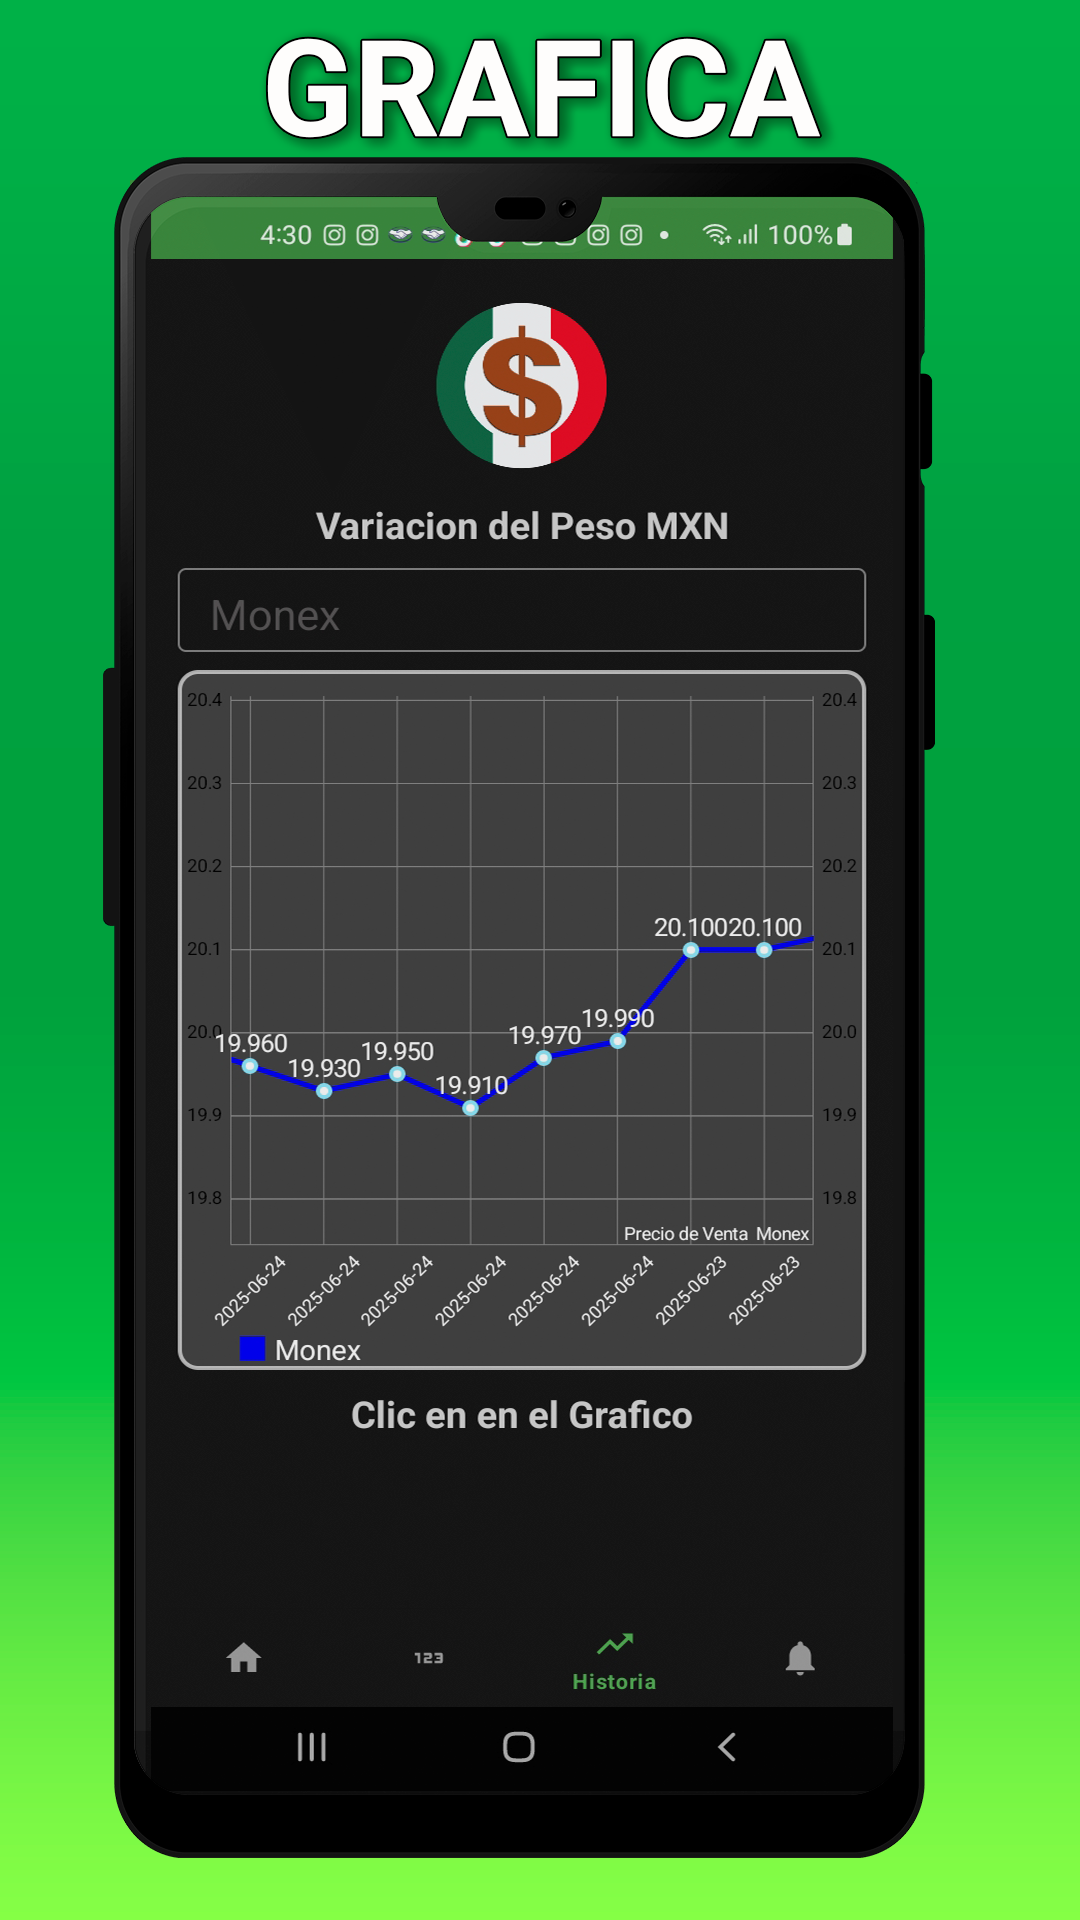 GRAFICA
4:30 100%
$
Variacion del Peso MXN
Monex
20.4 20.4
20.3 20.3
20.2 20.2
20.100 20.100
20.1 20.1
19.990
20.0 20.0
19.960 19.930 19.950 19.910 19.970
19.9 19.9
19.8 19.8
Precio de Venta Monex
2025-06-24 2025-06-24 2025-06-24 2025-06-24 2025-06-24 2025-06-24 2025-06-23 2025-06-23
Monex
Clic en en el Grafico
123
Historia